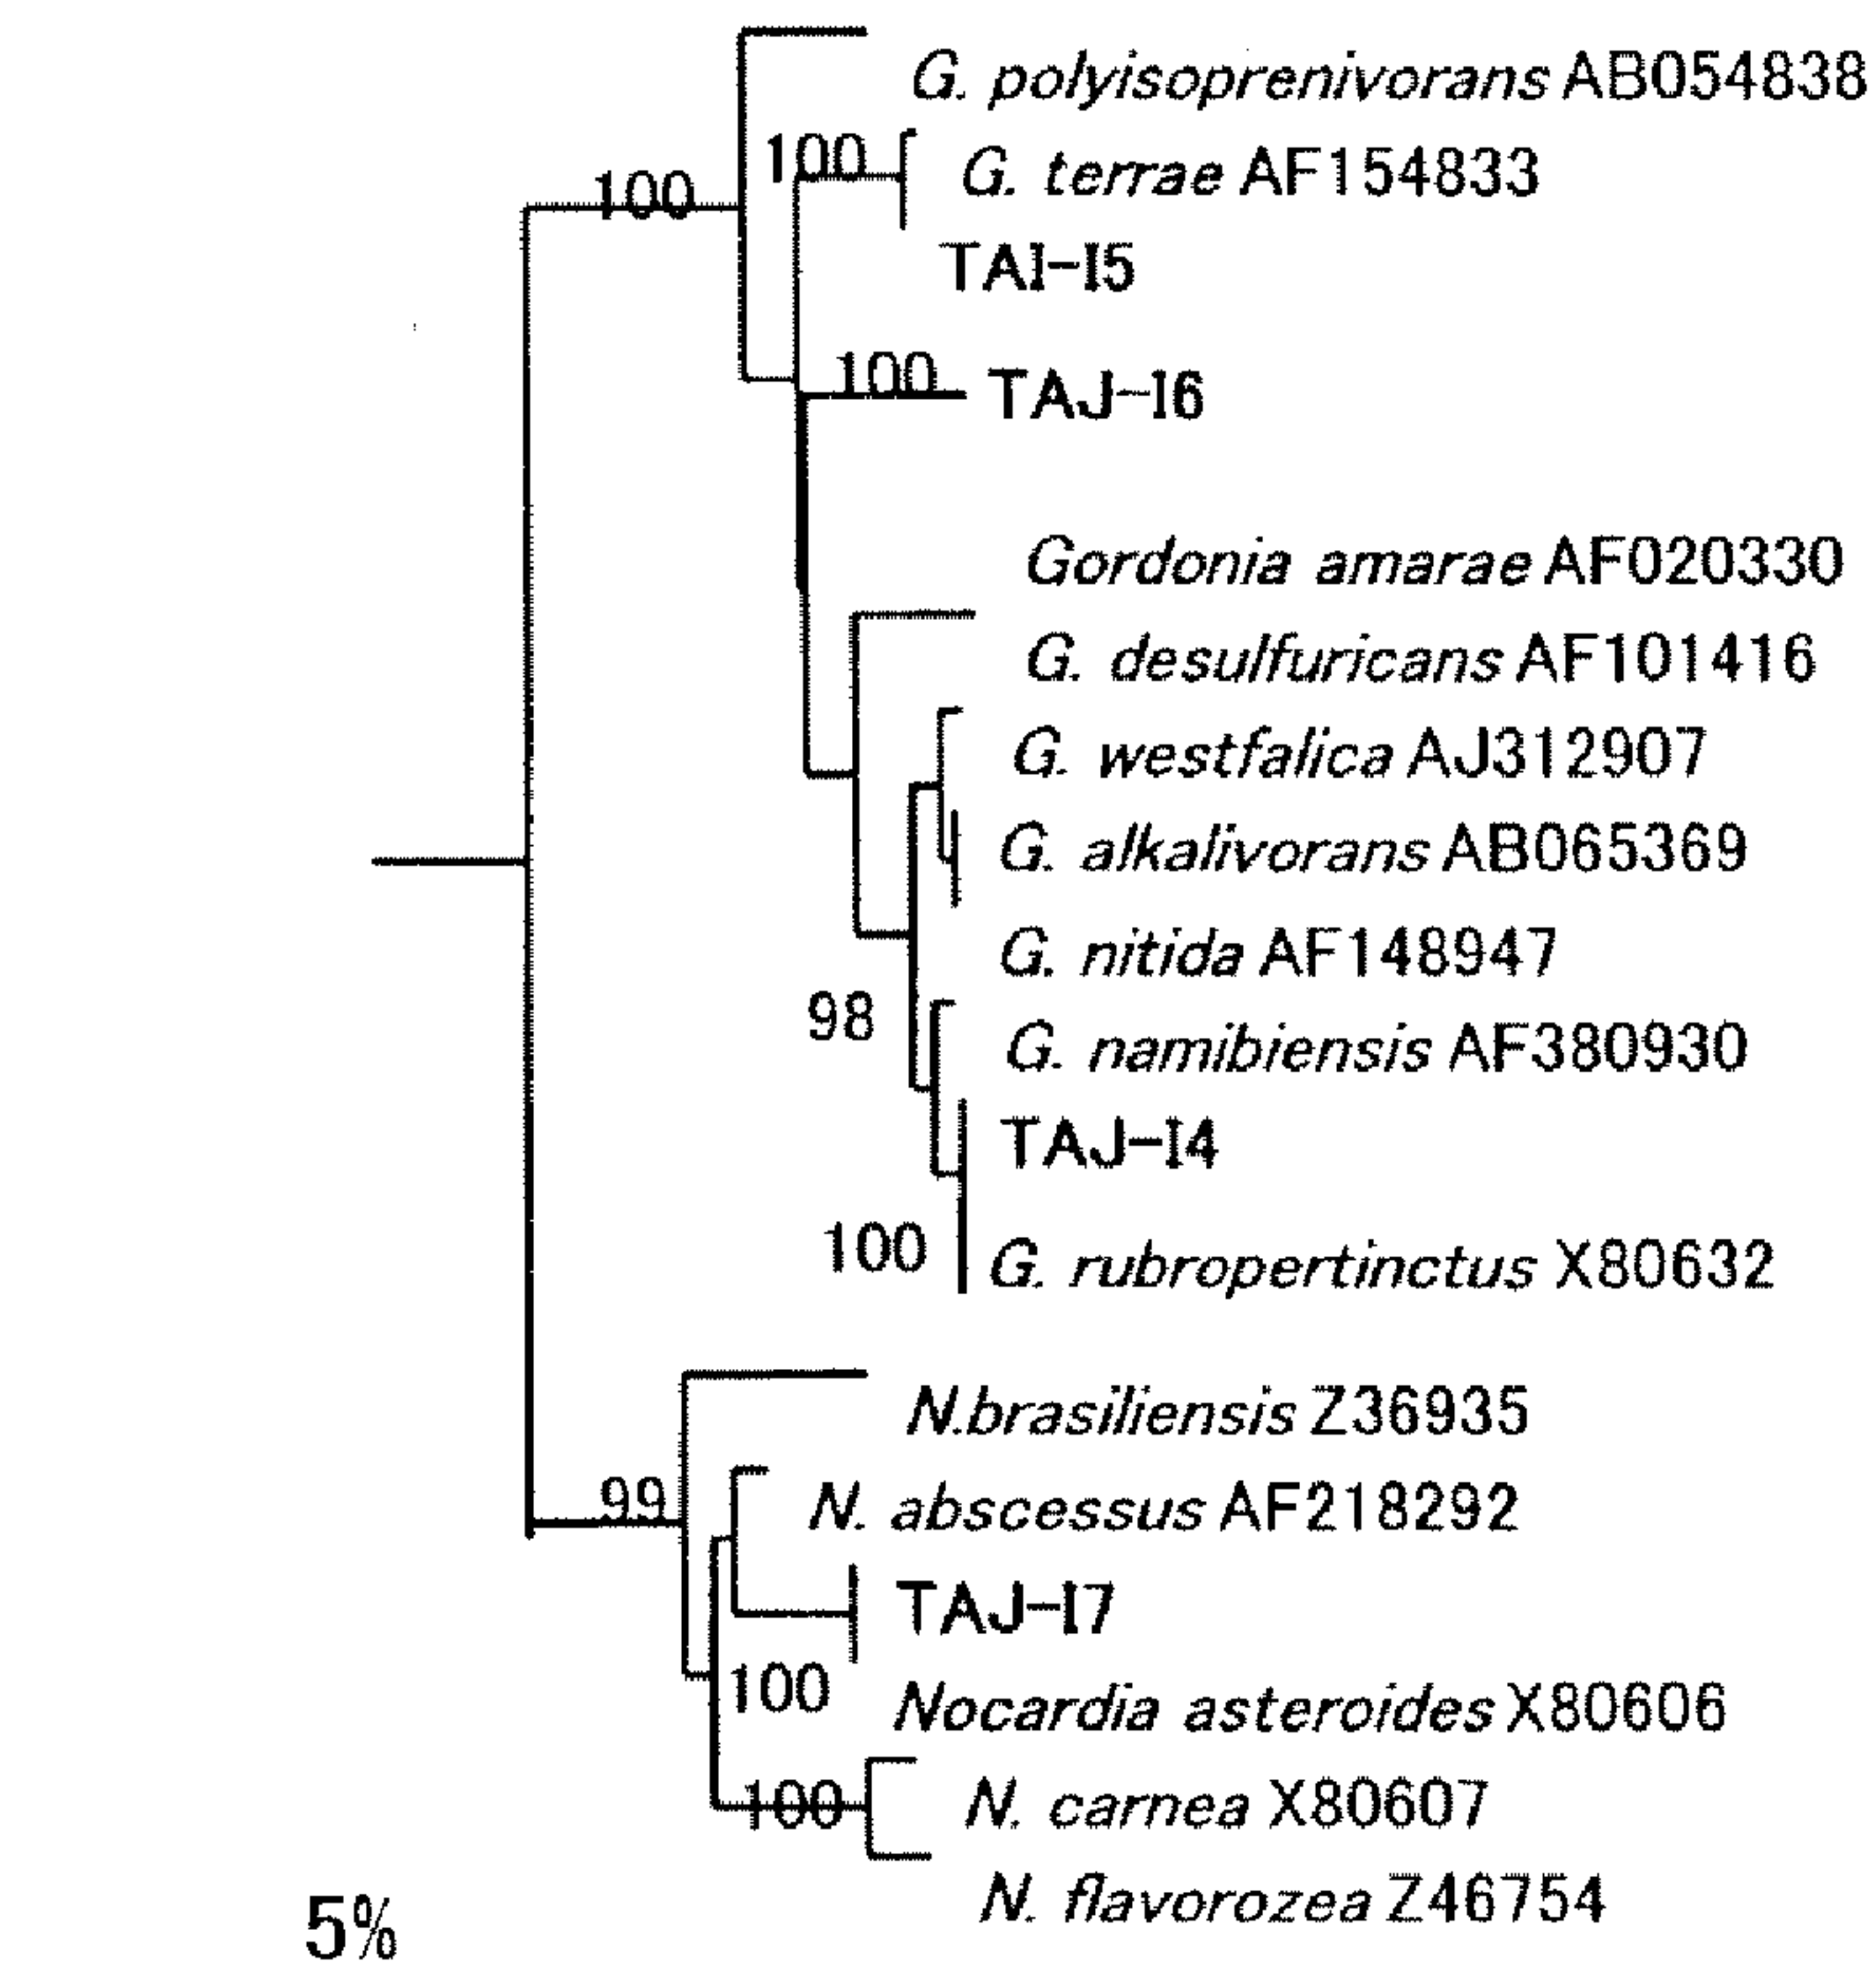 G. polyisoprenivorans AB054838
100
G. terrae AF154833
100
TAI-I5
100
TAJ-I6
Gordonia amarae AF020330
G. desulfuricans AF101416
G. westfalica AJ312907
G. alkalivorans AB065369
G. nitida AF148947
98
G. namibiensis AF380930
TAJ-I4
100
G. rubropertinctus X80632
N.brasiliensis Z36935
99
N. abscessus AF218292
TAJ-I7
100
Nocardia asteroides X80606
100
N. carnea X80607
N. flavorozea Z46754
5%